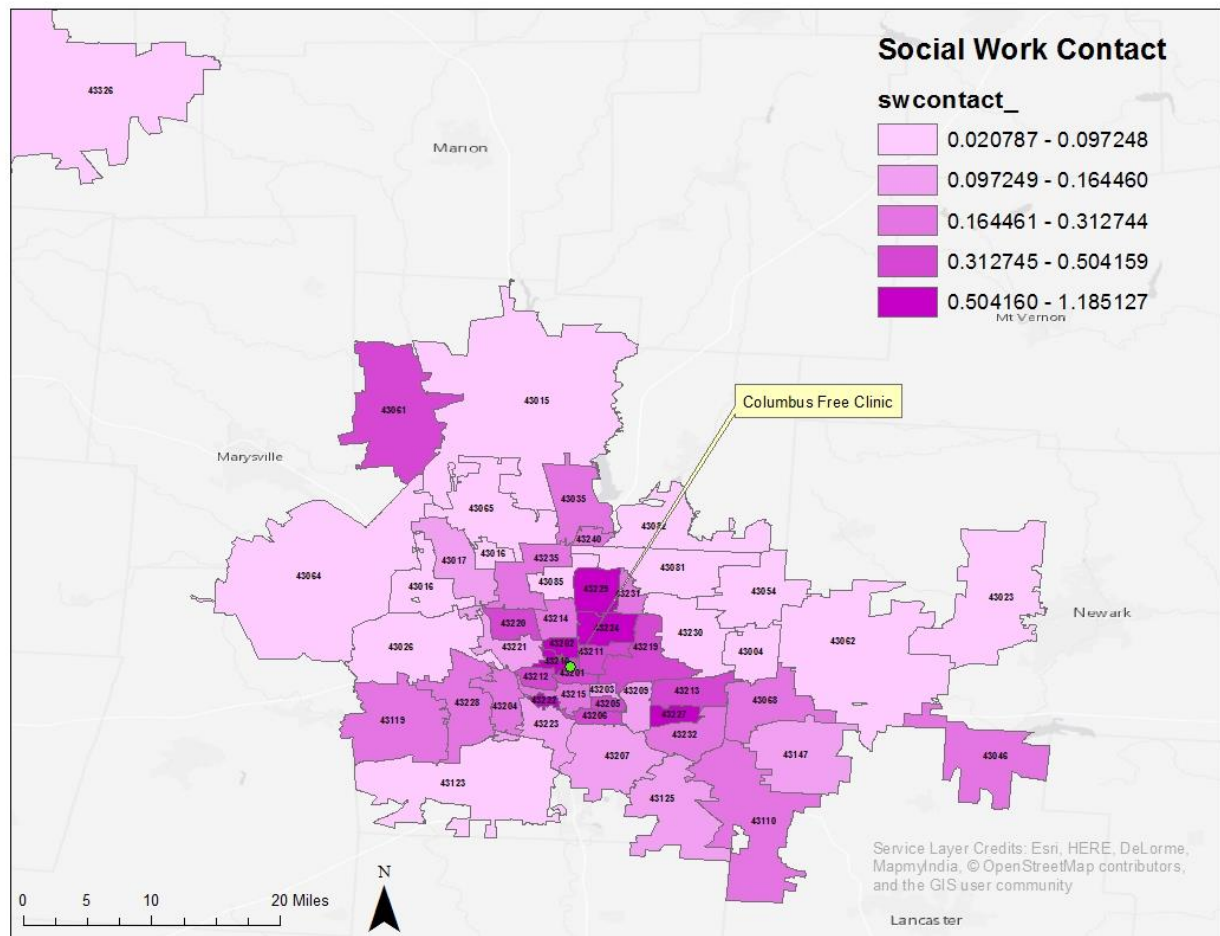 Social Work Contact
swcontact_
0.020787 - 0.097248
0.097249 - 0.164460
0.164461 - 0.312744
0.312745 - 0.504159
0.504160 - 1.185127
43326
Marion
Mt Vernon
Columbus Free Clinic
43061
43015
Marysville
43035
43065
43240
43017
43016
43235
43081
43064
43016
43085
43229
43231
43054
43023
Newark
43220
43214
43224
43230
43062
43026
43221
43202
43211
43219
43004
43212
43201
43119
43228
43204
43215
43203
43209
43213
43068
43205
43206
43227
43223
43232
43046
43123
43207
43147
43125
43110
Service Layer Credits: Esri, HERE, DeLorme,
MapmyIndia, © OpenStreetMap contributors,
and the GIS user community
N
0 5 10 20 Miles
Lancaster